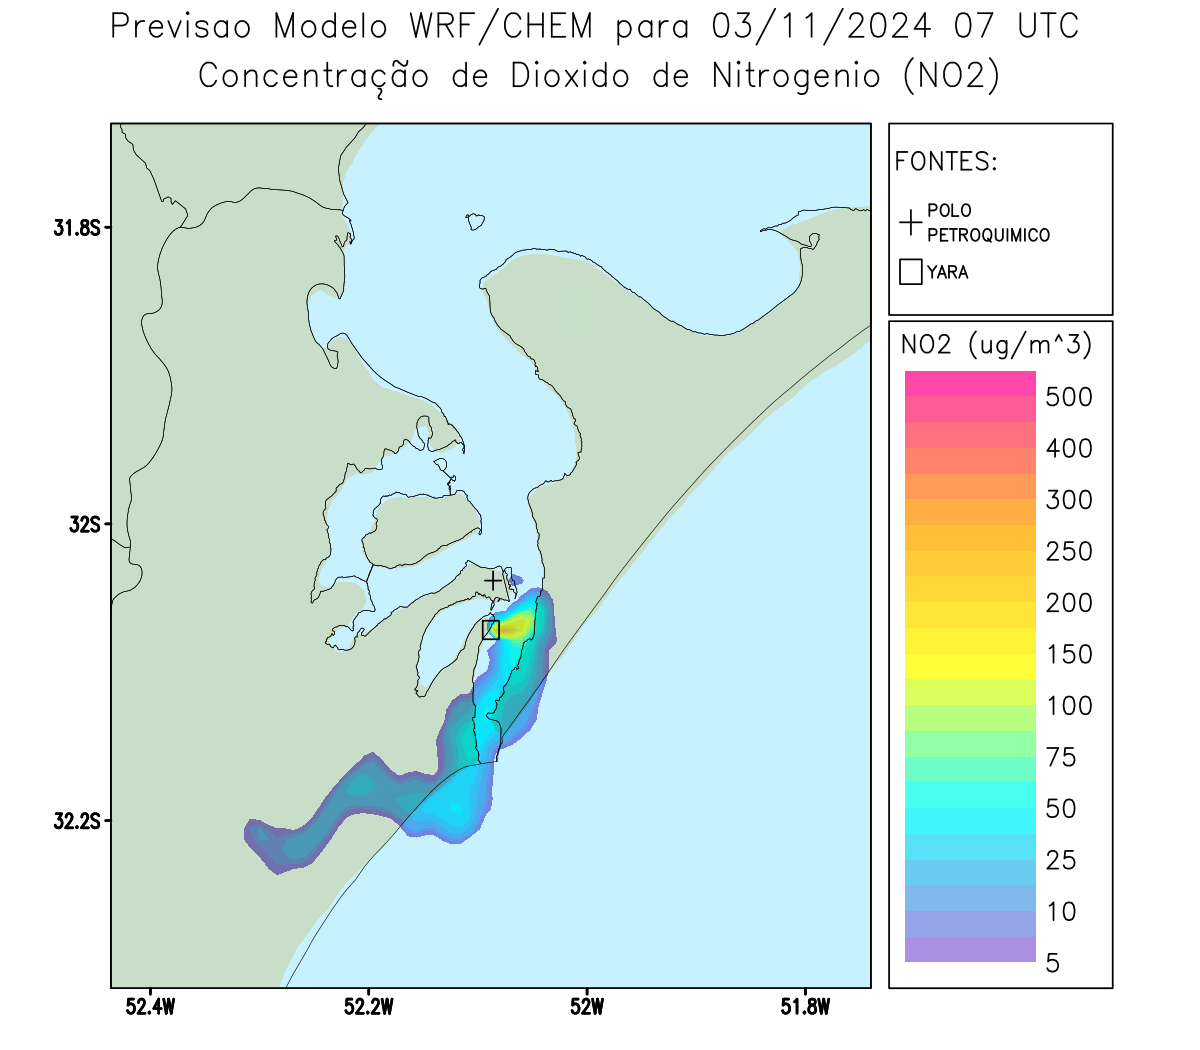 Previsao Modelo WRF/CHEM para 03/11/2024 07 UTC
Concentração de Dioxido de Nitrogenio (NO2)
FONTES:
POLO
PETROQUIMICO
YARA
NO2 (ug/m^3)
500
400
300
250
200
150
100
75
50
25
10
5
31.8S
32S
32.2S
52.4W
52.2W
52W
51.8W